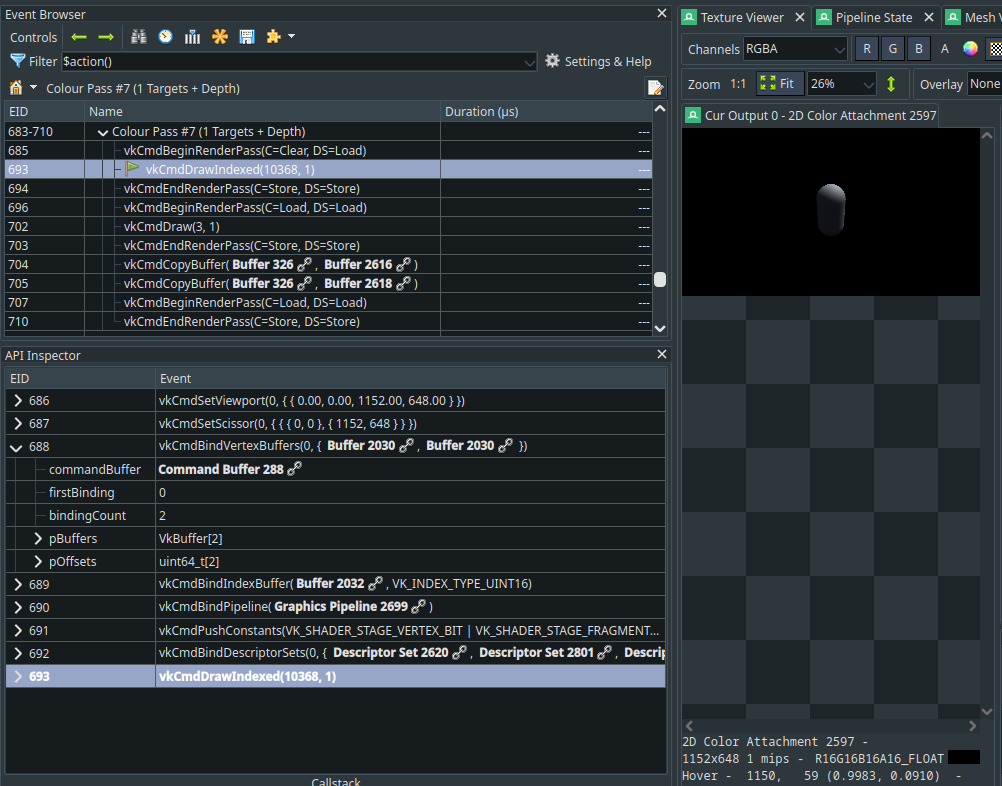 Event Browser
Controls
Filter $action() Settings & Help
Colour Pass #7 (1 Targets + Depth)
EID Name Duration (µs)
683-710 Colour Pass #7 (1 Targets + Depth) ---
685 vkCmdBeginRenderPass(C=Clear, DS=Load) ---
693 vkCmdDrawIndexed(10368, 1) ---
694 vkCmdEndRenderPass(C=Store, DS=Store) ---
696 vkCmdBeginRenderPass(C=Load, DS=Load) ---
702 vkCmdDraw(3, 1) ---
703 vkCmdEndRenderPass(C=Store, DS=Store) ---
704 vkCmdCopyBuffer( Buffer 326 , Buffer 2616 ) ---
705 vkCmdCopyBuffer( Buffer 326 , Buffer 2618 ) ---
707 vkCmdBeginRenderPass(C=Load, DS=Load) ---
710 vkCmdEndRenderPass(C=Store, DS=Store) ---
API Inspector
EID Event
686 vkCmdSetViewport(0, { { 0.00, 0.00, 1152.00, 648.00 } })
687 vkCmdSetScissor(0, { { { 0, 0 }, { 1152, 648 } } })
688 vkCmdBindVertexBuffers(0, { Buffer 2030 , Buffer 2030 })
commandBuffer Command Buffer 288
firstBinding 0
bindingCount 2
pBuffers VkBuffer[2]
pOffsets uint64_t[2]
689 vkCmdBindIndexBuffer( Buffer 2032 , VK_INDEX_TYPE_UINT16)
690 vkCmdBindPipeline( Graphics Pipeline 2699 )
691 vkCmdPushConstants(VK_SHADER_STAGE_VERTEX_BIT | VK_SHADER_STAGE_FRAGMENT...
692 vkCmdBindDescriptorSets(0, { Descriptor Set 2620 , Descriptor Set 2801 , Descrip
693 vkCmdDrawIndexed(10368, 1)
Callstack
Texture Viewer Pipeline State Mesh V
Channels RGBA R G B A
Zoom 1:1 Fit 26% Overlay None
Cur Output 0 - 2D Color Attachment 2597
2D Color Attachment 2597 -
1152x648 1 mips - R16G16B16A16_FLOAT
Hover - 1150, 59 (0.9983, 0.0910) -